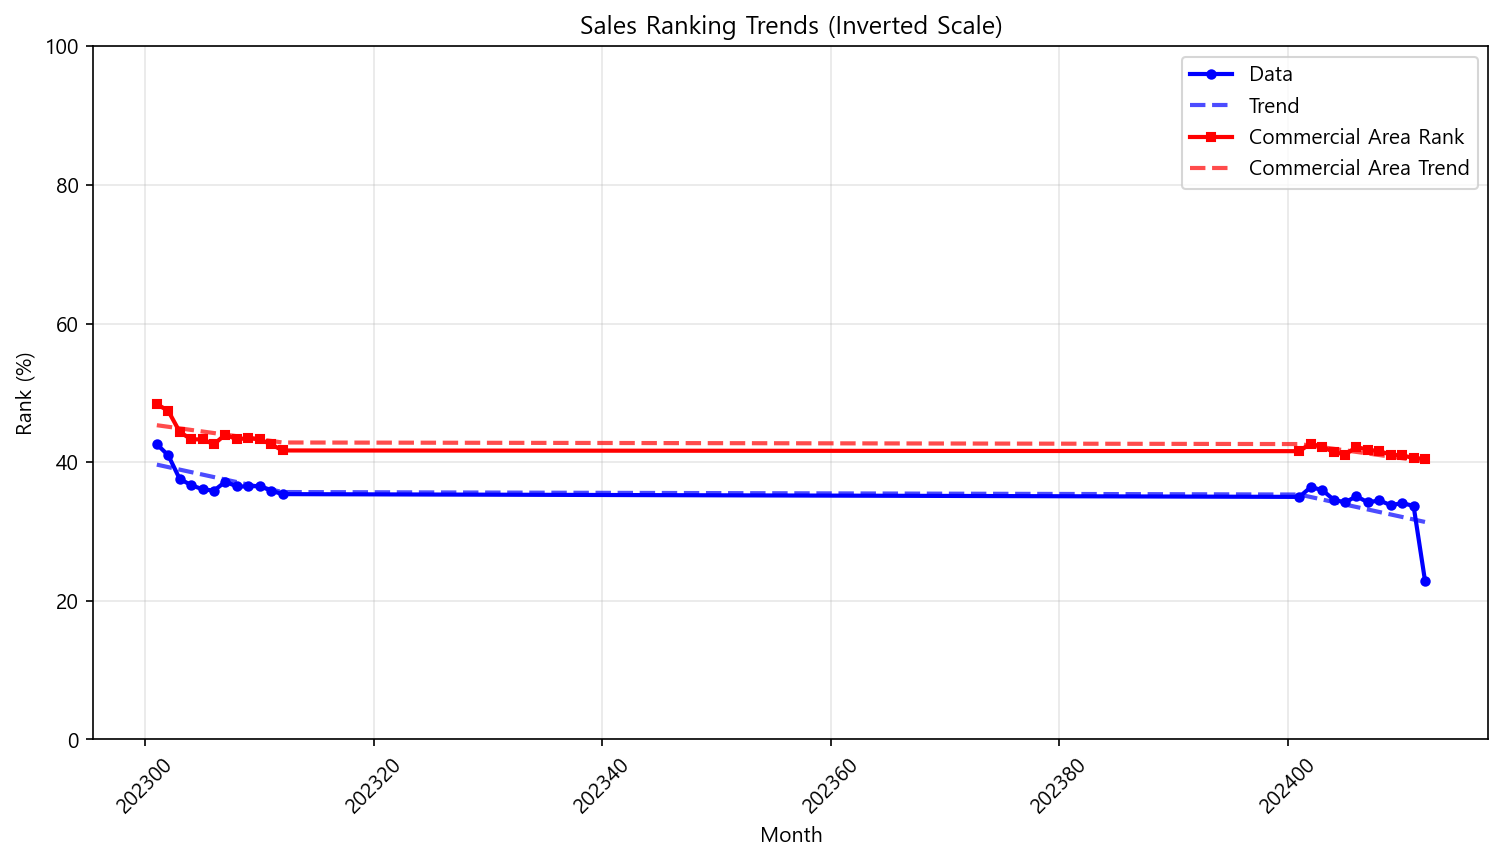 Sales Ranking Trends (Inverted Scale)
100
80
60
40
20
0
Rank (%)
Data
Trend
Commercial Area Rank
Commercial Area Trend
202300
202320
202340
202360
202380
202400
Month